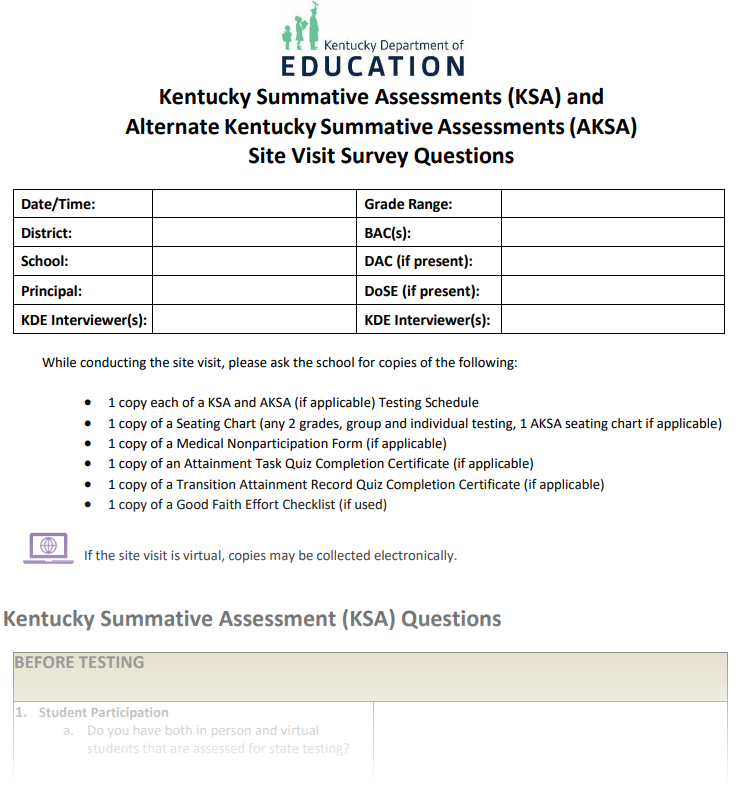 Kentucky Department of
EDUCATION
Kentucky Summative Assessments (KSA) and
Alternate Kentucky Summative Assessments (AKSA)
Site Visit Survey Questions
Date/Time: Grade Range:
District: BAC(s):
School: DAC (if present):
Principal: DoSE (if present):
KDE Interviewer(s): KDE Interviewer(s):
While conducting the site visit, please ask the school for copies of the following:
• 1 copy each of a KSA and AKSA (if applicable) Testing Schedule
• 1 copy of a Seating Chart (any 2 grades, group and individual testing, 1 AKSA seating chart if applicable)
• 1 copy of a Medical Nonparticipation Form (if applicable)
• 1 copy of an Attainment Task Quiz Completion Certificate (if applicable)
• 1 copy of a Transition Attainment Record Quiz Completion Certificate (if applicable)
• 1 copy of a Good Faith Effort Checklist (if used)
If the site visit is virtual, copies may be collected electronically.
Kentucky Summative Assessment (KSA) Questions
BEFORE TESTING
1. Student Participation
a. Do you have both in person and virtual
students that are assessed for state testing?